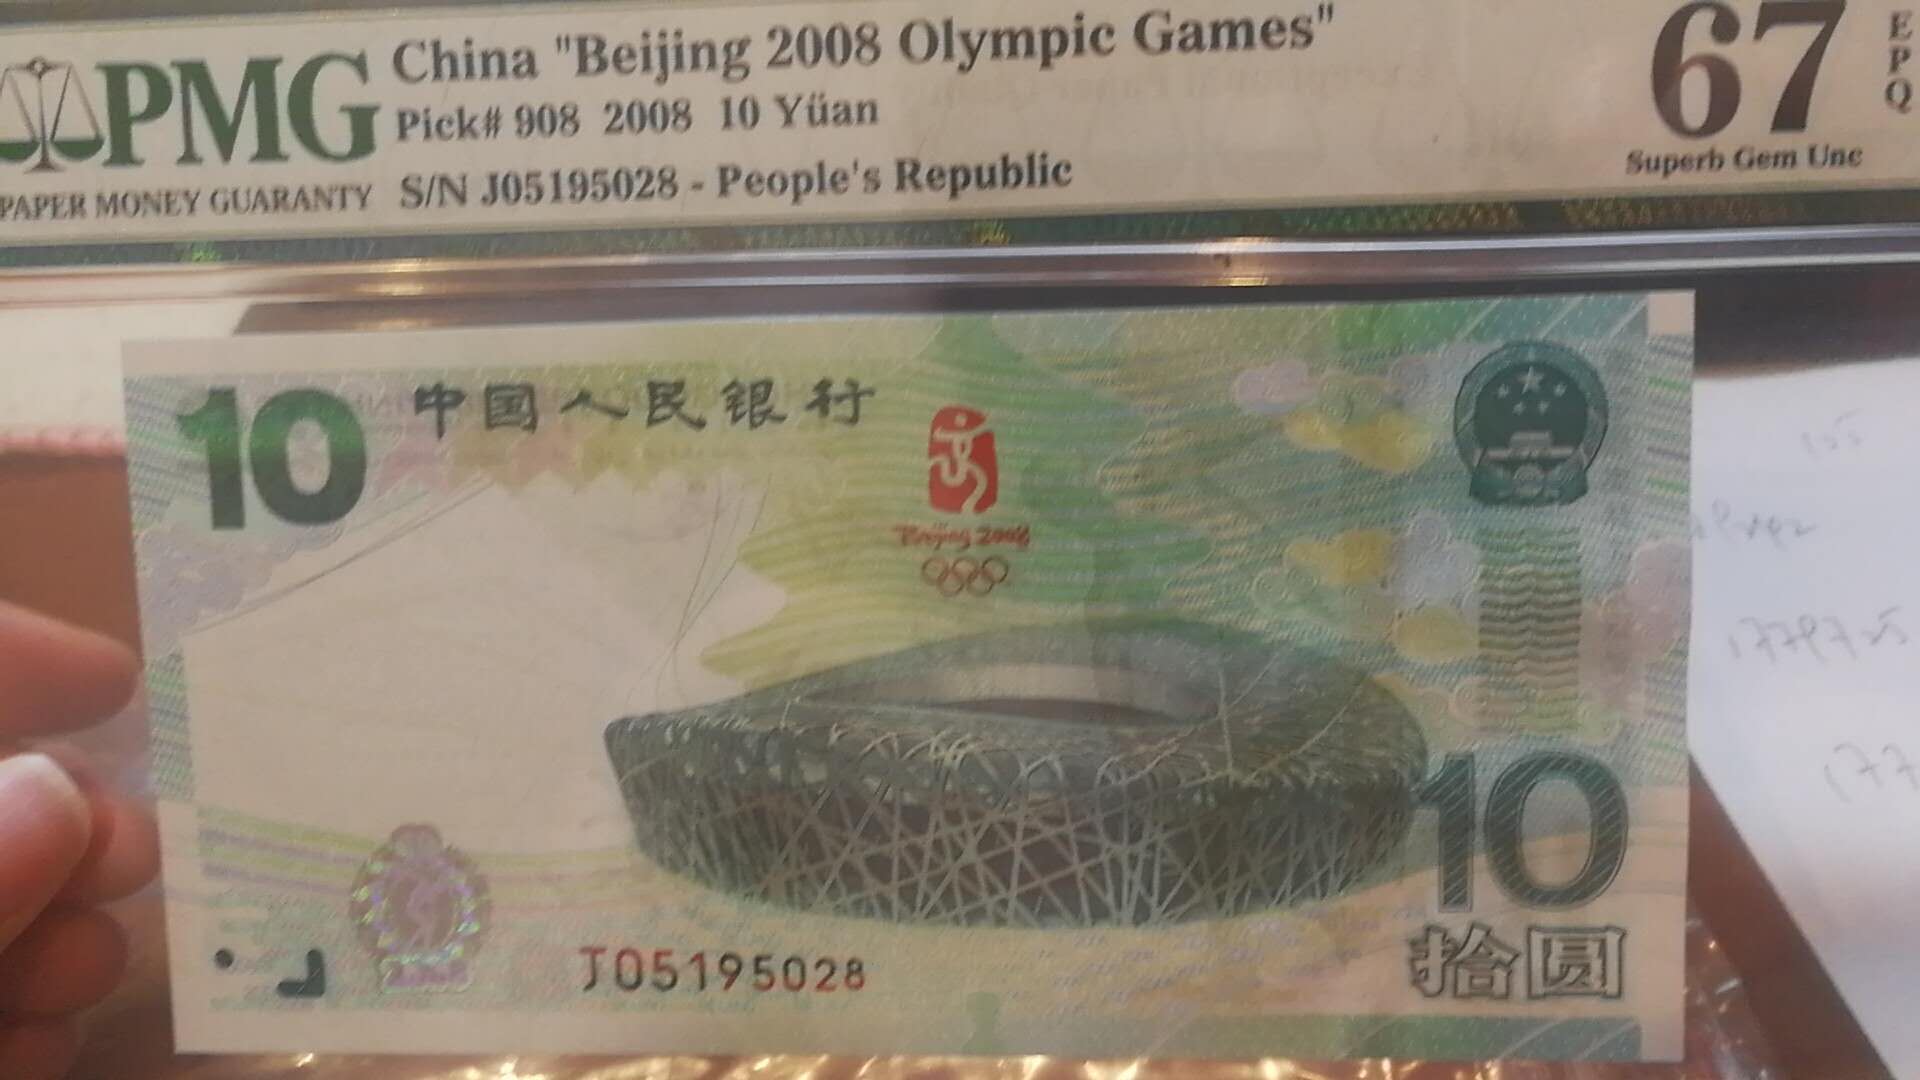 PMG
PAPER MONEY GUARANTY
China "Beijing 2008 Olympic Games"
Pick# 908 2008 10 Yüan
S/N J05195028 - People's Republic
67
EPQ
Superb Gem Unc
10
中国人民银行
Beijing 2008
J05195028
10
拾圆